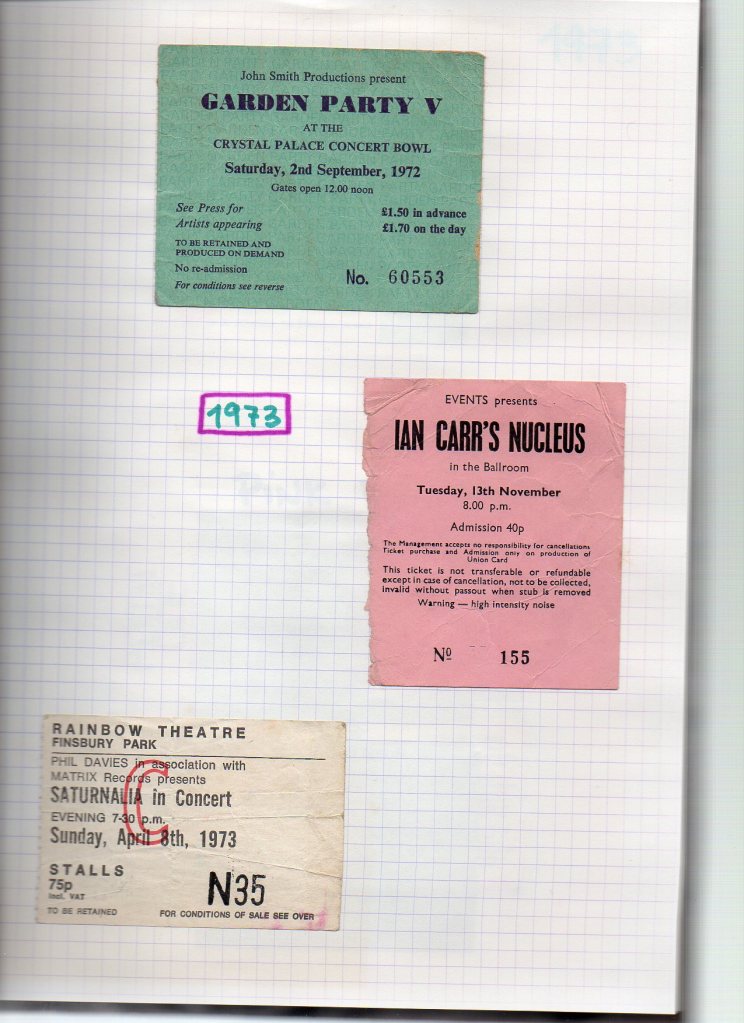 John Smith Productions present
GARDEN PARTY V
AT THE
CRYSTAL PALACE CONCERT BOWL
Saturday, 2nd September, 1972
Gates open 12.00 noon
See Press for
Artists appearing
£1.50 in advance
£1.70 on the day
TO BE RETAINED AND
PRODUCED ON DEMAND
No re-admission
For conditions see reverse
No. 60553
1973
EVENTS presents
IAN CARR'S NUCLEUS
in the Ballroom
Tuesday, 13th November
8.00 p.m.
Admission 40p
The Management accepts no responsibility for cancellations
Ticket purchase and Admission only on production of
Union Card
This ticket is not transferable or refundable
except in case of cancellation, not to be collected,
invalid without passout when stub is removed
Warning — high intensity noise
Nº 155
RAINBOW THEATRE
FINSBURY PARK
PHIL DAVIES in association with
MATRIX Records presents
SATURNALIA in Concert
EVENING 7-30 p.m.
Sunday, April 8th, 1973
C
STALLS
75p
incl. VAT
N35
TO BE RETAINED
FOR CONDITIONS OF SALE SEE OVER